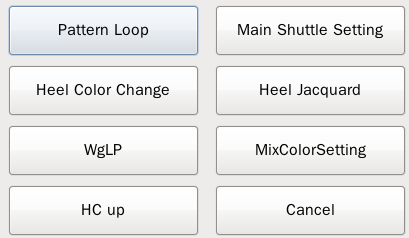 Pattern Loop
Main Shuttle Setting
Heel Color Change
Heel Jacquard
WgLP
MixColorSetting
HC up
Cancel